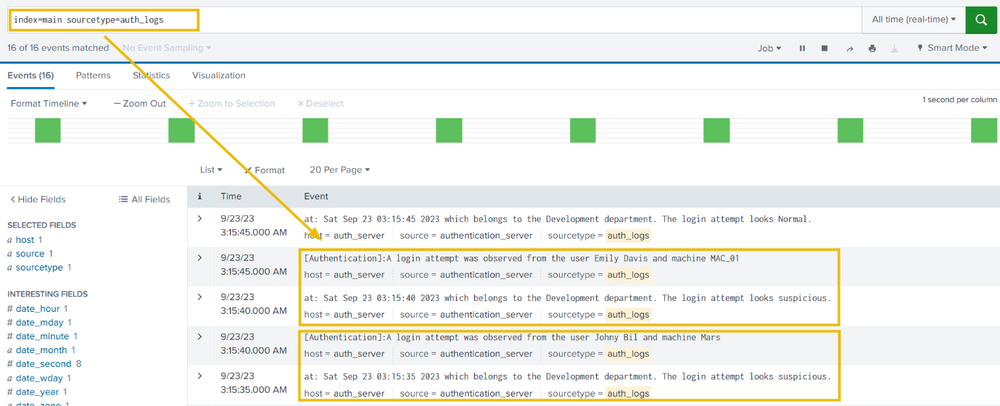 index=main sourcetype=auth_logs
All time (real-time)
16 of 16 events matched No Event Sampling
Job Smart Mode
Events (16) Patterns Statistics Visualization
Format Timeline — Zoom Out + Zoom to Selection × Deselect
1 second per column
List Format 20 Per Page
< Hide Fields All Fields
i Time Event
SELECTED FIELDS
a host 1
a source 1
a sourcetype 1
INTERESTING FIELDS
# date_hour 1
# date_mday 1
# date_minute 1
a date_month 1
# date_second 8
a date_wday 1
# date_year 1
a date_zone 1
> 9/23/23
3:15:45.000 AM
at: Sat Sep 23 03:15:45 2023 which belongs to the Development department. The login attempt looks Normal.
host = auth_server source = authentication_server sourcetype = auth_logs
> 9/23/23
3:15:45.000 AM
[Authentication]:A login attempt was observed from the user Emily Davis and machine MAC_01
host = auth_server source = authentication_server sourcetype = auth_logs
> 9/23/23
3:15:40.000 AM
at: Sat Sep 23 03:15:40 2023 which belongs to the Development department. The login attempt looks suspicious.
host = auth_server source = authentication_server sourcetype = auth_logs
> 9/23/23
3:15:40.000 AM
[Authentication]:A login attempt was observed from the user Johny Bil and machine Mars
host = auth_server source = authentication_server sourcetype = auth_logs
> 9/23/23
3:15:35.000 AM
at: Sat Sep 23 03:15:35 2023 which belongs to the Development department. The login attempt looks suspicious.
host = auth_server source = authentication_server sourcetype = auth_logs